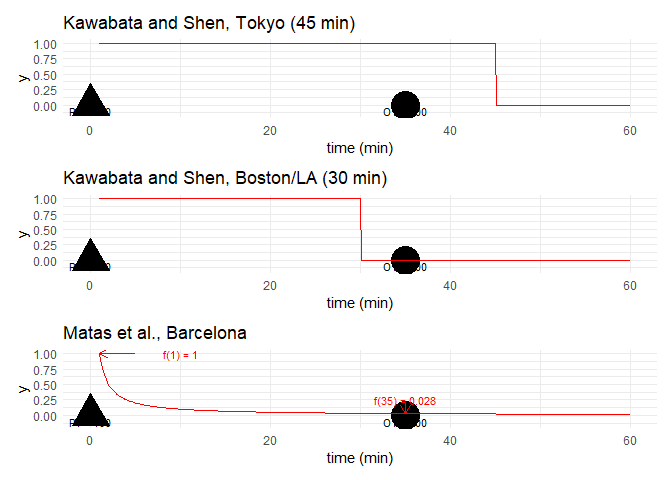 Kawabata and Shen, Tokyo (45 min)
1.00
0.75
0.50
0.25
0.00
y
0 20 40 60
time (min)
Kawabata and Shen, Boston/LA (30 min)
1.00
0.75
0.50
0.25
0.00
y
0 20 40 60
time (min)
Matas et al., Barcelona
1.00
0.75
0.50
0.25
0.00
y
f(1) = 1
f(35) = 0.028
0 20 40 60
time (min)